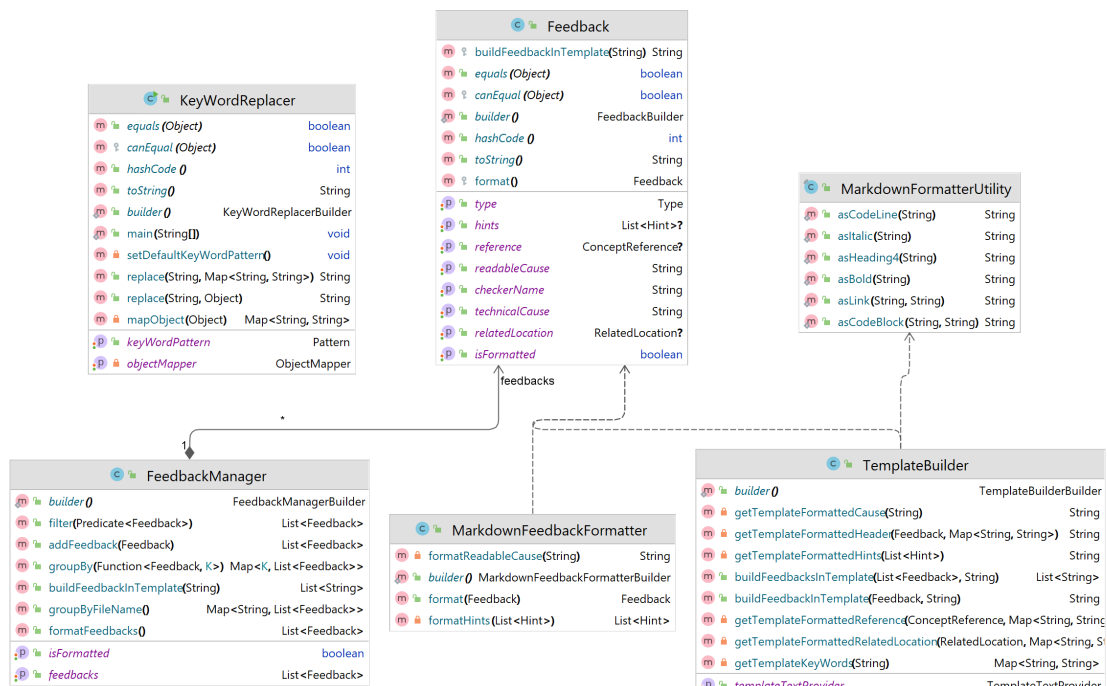 Feedback
buildFeedbackInTemplate(String) String
equals(Object) boolean
canEqual(Object) boolean
builder() FeedbackBuilder
hashCode() int
toString() String
format() Feedback
type Type
hints List<Hint>?
reference ConceptReference?
readableCause String
checkerName String
technicalCause String
relatedLocation RelatedLocation?
isFormatted boolean
KeyWordReplacer
equals(Object) boolean
canEqual(Object) boolean
hashCode() int
toString() String
builder() KeyWordReplacerBuilder
main(String[]) void
setDefaultKeyWordPattern() void
replace(String, Map<String, String>) String
replace(String, Object) String
mapObject(Object) Map<String, String>
keyWordPattern Pattern
objectMapper ObjectMapper
MarkdownFormatterUtility
asCodeLine(String) String
asItalic(String) String
asHeading4(String) String
asBold(String) String
asLink(String, String) String
asCodeBlock(String, String) String
feedbacks
*
1
FeedbackManager
builder() FeedbackManagerBuilder
filter(Predicate<Feedback>) List<Feedback>
addFeedback(Feedback) List<Feedback>
groupBy(Function<Feedback, K>) Map<K, List<Feedback>>
buildFeedbackInTemplate(String) List<String>
groupByFileName() Map<String, List<Feedback>>
formatFeedbacks() List<Feedback>
isFormatted boolean
feedbacks List<Feedback>
MarkdownFeedbackFormatter
formatReadableCause(String) String
builder() MarkdownFeedbackFormatterBuilder
format(Feedback) Feedback
formatHints(List<Hint>) List<Hint>
TemplateBuilder
builder() TemplateBuilderBuilder
getTemplateFormattedCause(String) String
getTemplateFormattedHeader(Feedback, Map<String, String>) String
getTemplateFormattedHints(List<Hint>) String
buildFeedbacksInTemplate(List<Feedback>, String) List<String>
buildFeedbackInTemplate(Feedback, String) String
getTemplateFormattedReference(ConceptReference, Map<String, String
getTemplateFormattedRelatedLocation(RelatedLocation, Map<String, S
getTemplateKeyWords(String) Map<String, String>
templateTextProvider TemplateTextProvider